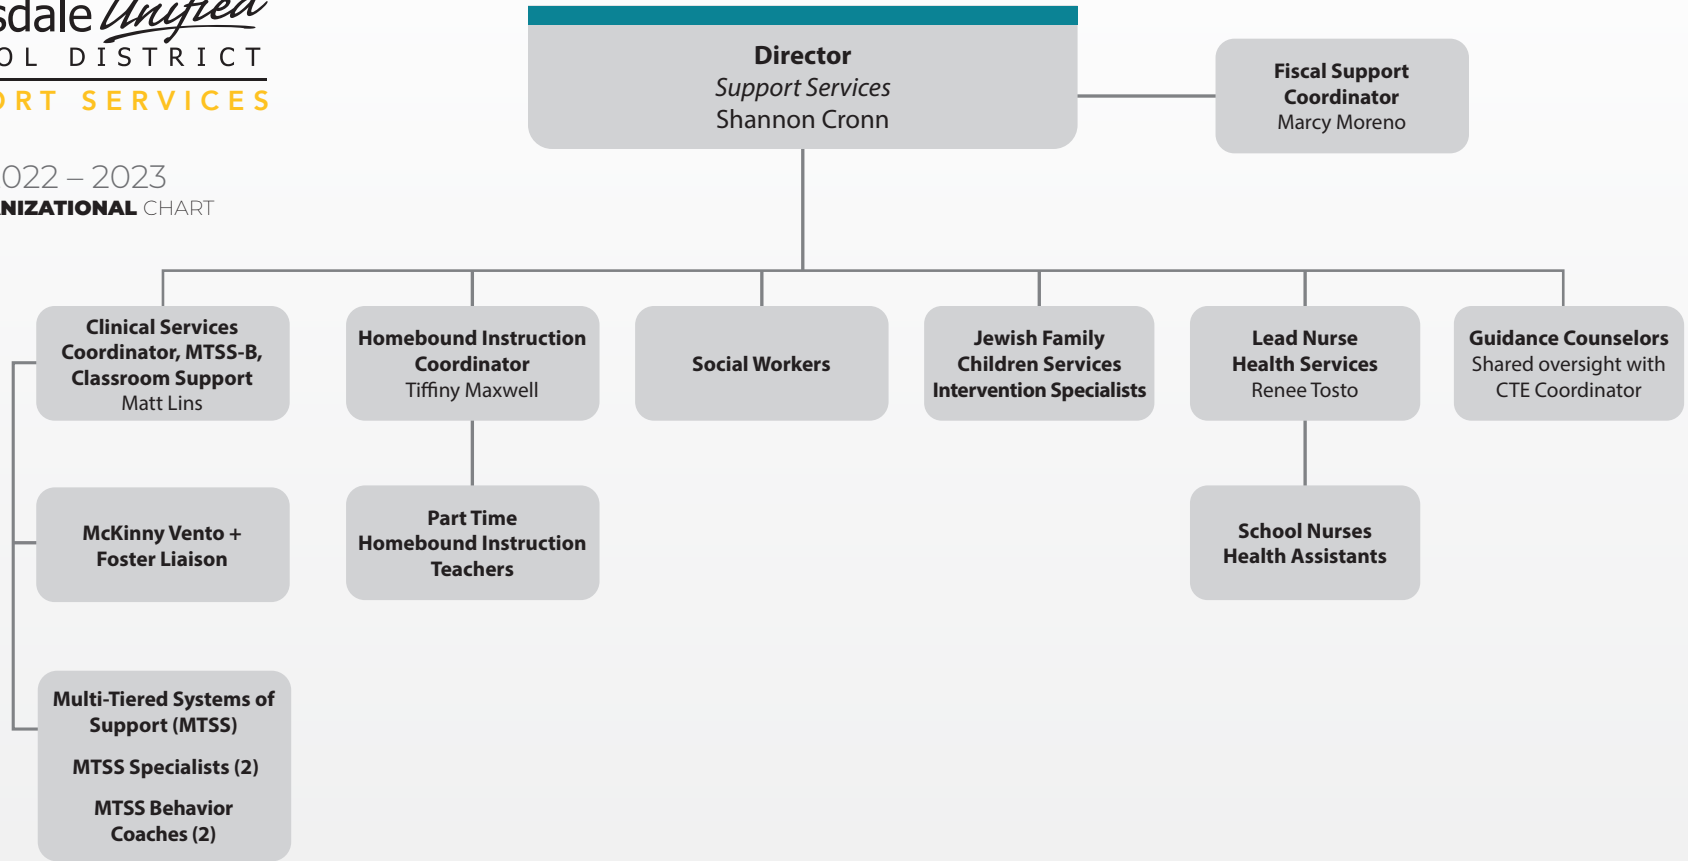 sdale Unified
OL DISTRICT
ORT SERVICES
022 – 2023
ANIZATIONAL CHART
Director
Support Services
Shannon Cronn
Fiscal Support
Coordinator
Marcy Moreno
Clinical Services
Coordinator, MTSS-B,
Classroom Support
Matt Lins
Homebound Instruction
Coordinator
Tiffiny Maxwell
Social Workers
Jewish Family
Children Services
Intervention Specialists
Lead Nurse
Health Services
Renee Tosto
Guidance Counselors
Shared oversight with
CTE Coordinator
McKinny Vento +
Foster Liaison
Part Time
Homebound Instruction
Teachers
School Nurses
Health Assistants
Multi-Tiered Systems of
Support (MTSS)
MTSS Specialists (2)
MTSS Behavior
Coaches (2)